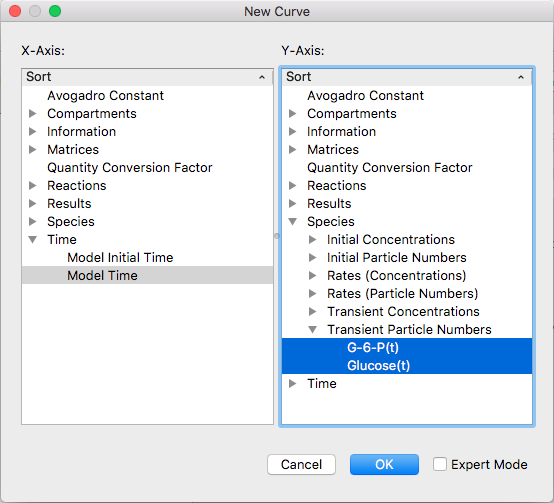 New Curve
X-Axis:
Sort
Avogadro Constant
Compartments
Information
Matrices
Quantity Conversion Factor
Reactions
Results
Species
Time
Model Initial Time
Model Time
Y-Axis:
Sort
Avogadro Constant
Compartments
Information
Matrices
Quantity Conversion Factor
Reactions
Results
Species
Initial Concentrations
Initial Particle Numbers
Rates (Concentrations)
Rates (Particle Numbers)
Transient Concentrations
Transient Particle Numbers
G-6-P(t)
Glucose(t)
Time
Cancel
OK
Expert Mode